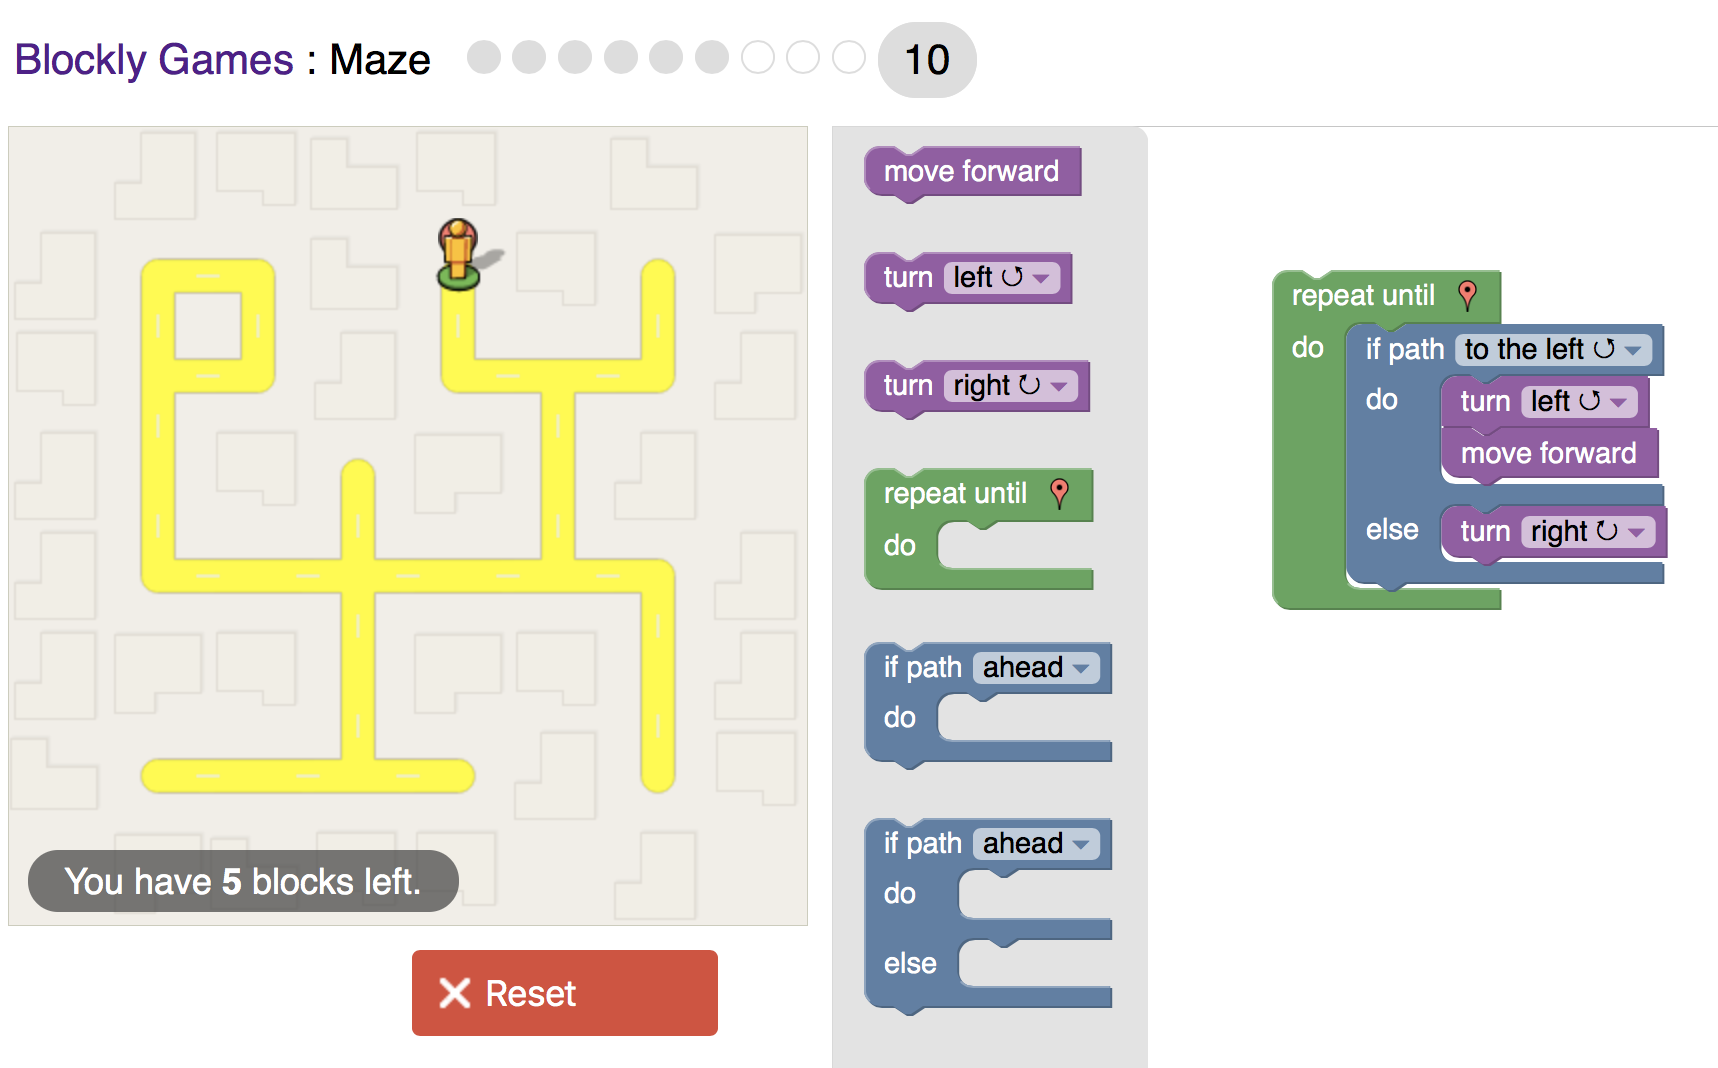 Blockly Games : Maze
10
move forward
turn left
turn right
repeat until
do
if path ahead
do
if path ahead
do
else
repeat until
do
if path to the left
do
turn left
move forward
else
turn right
You have 5 blocks left.
Reset